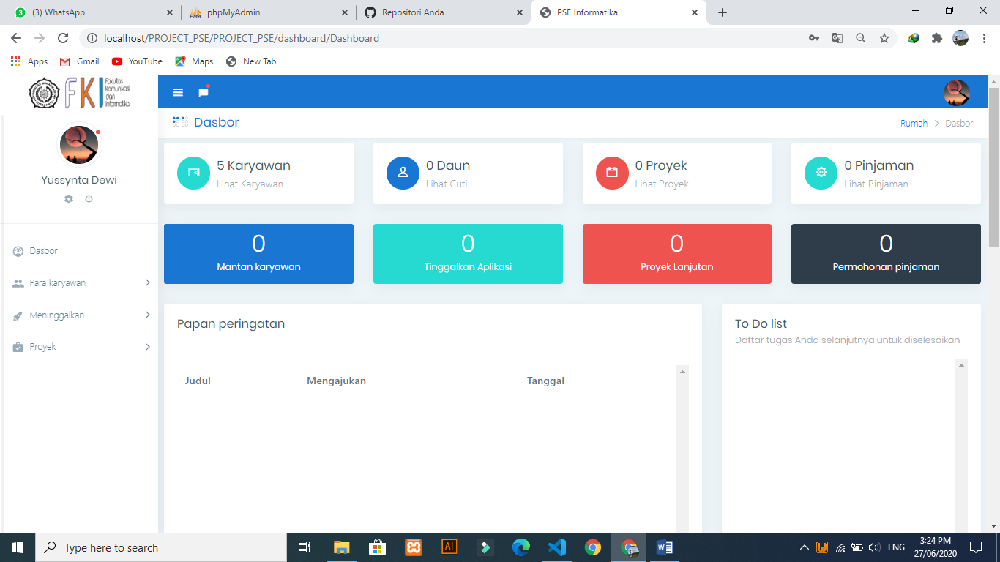 (3) WhatsApp
phpMyAdmin
Repositori Anda
PSE Informatika
localhost/PROJECT_PSE/PROJECT_PSE/dashboard/Dashboard
Apps
Gmail
YouTube
Maps
New Tab
FKI
Fakultas
Komunikasi
dan
Informatika
Yussynta Dewi
Dasbor
Para karyawan
Meninggalkan
Proyek
Dasbor
Rumah > Dasbor
5 Karyawan
Lihat Karyawan
0 Daun
Lihat Cuti
0 Proyek
Lihat Proyek
0 Pinjaman
Lihat Pinjaman
0
Mantan karyawan
0
Tinggalkan Aplikasi
0
Proyek Lanjutan
0
Permohonan pinjaman
Papan peringatan
Judul
Mengajukan
Tanggal
To Do list
Daftar tugas Anda selanjutnya untuk diselesaikan
Type here to search
ENG
3:24 PM
27/06/2020